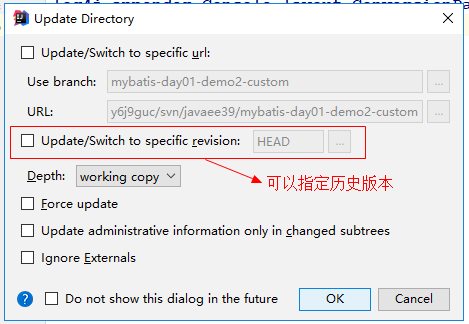 Update Directory
Update/Switch to specific url:
Use branch: mybatis-day01-demo2-custom ...
URL: y6j9guc/svn/javaee39/mybatis-day01-demo2-custom ...
Update/Switch to specific revision: HEAD ...
可以指定历史版本
Depth: working copy
Force update
Update administrative information only in changed subtrees
Ignore Externals
? Do not show this dialog in the future OK Cancel